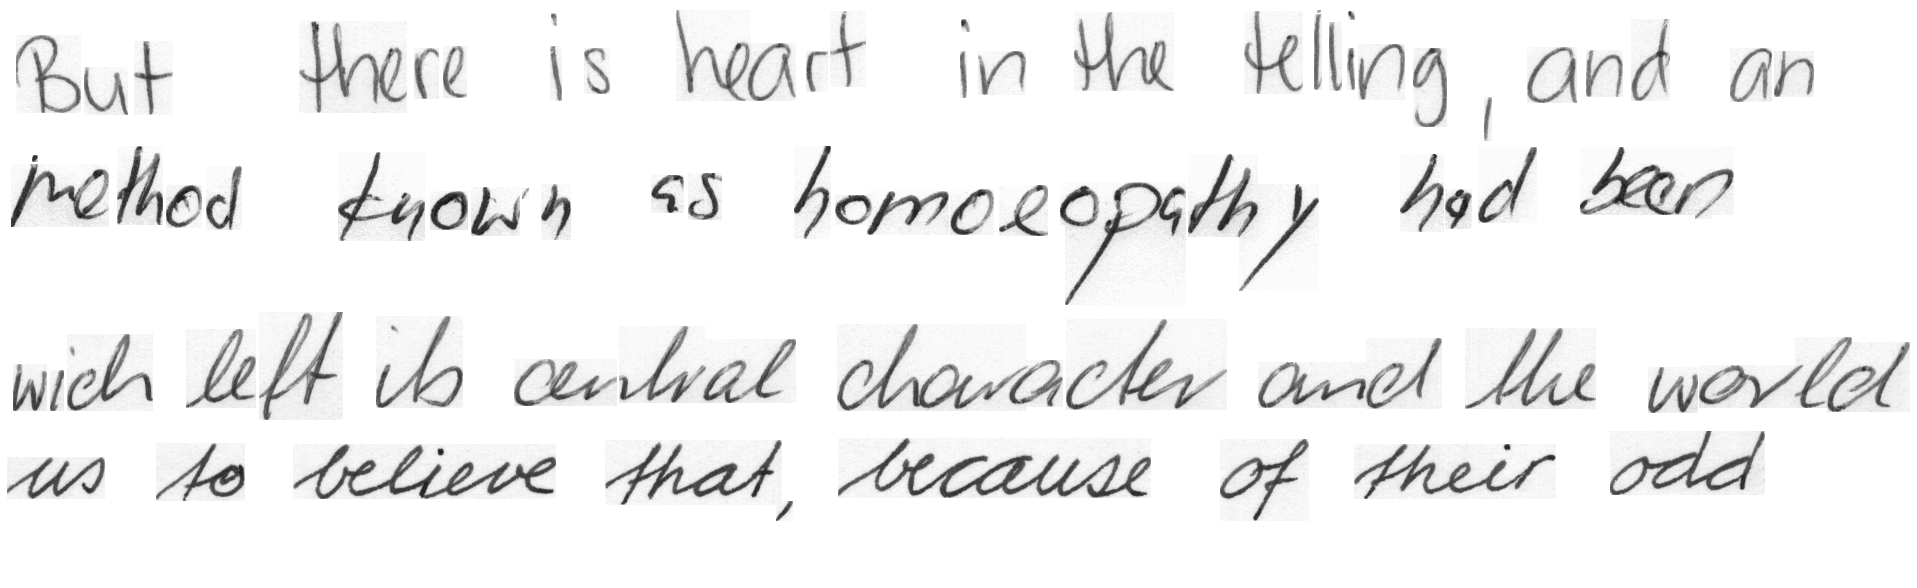 But there is heart in the telling, and an
method known as homoeopathy had been
wich left its central character and the world
us to believe that, because of their odd